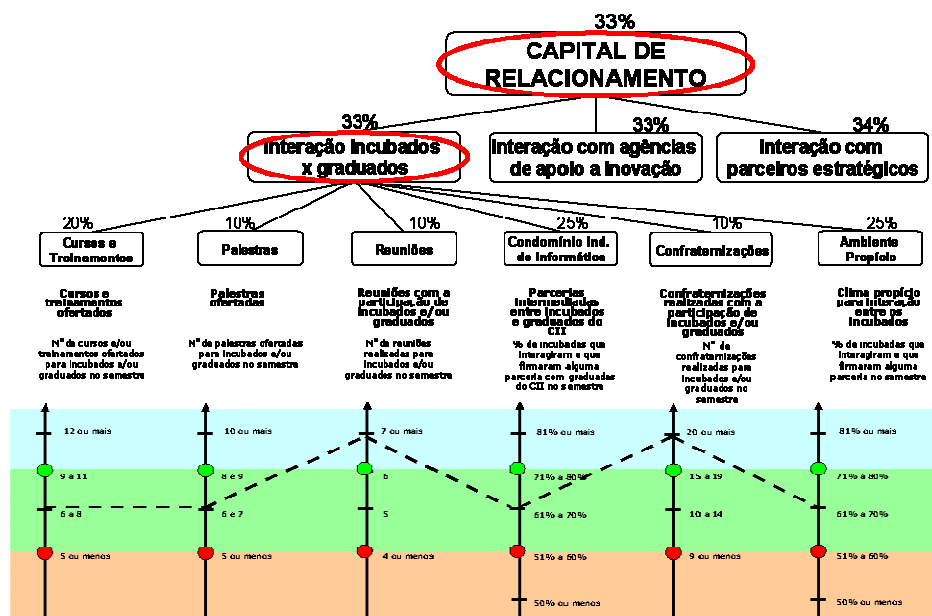 33%
CAPITAL DE
RELACIONAMENTO
33%
Interação incubados
x graduados
33%
Interação com agências
de apoio a inovação
34%
Interação com
parceiros estratégicos
20%
Cursos e
Treinamentos
10%
Palestras
10%
Reuniões
25%
Condomínio Ind.
de Informática
10%
Confraternizações
25%
Ambiente
Propício
Cursos e
treinamentos
ofertados
Nº de cursos e/ou
treinamentos ofertados
para incubados e/ou
graduados no semestre
Palestras
ofertadas
Nº de palestras ofertadas
para incubados e/ou
graduados no semestre
Reuniões com a
participação de
incubados e/ou
graduados
Nº de reuniões
realizadas para
incubados e/ou
graduados no semestre
Parcerias
intermediadas
entre incubados
e graduados do
CII
% de incubadas que
interagiram e que
firmaram alguma
parceria com graduadas
do CII no semestre
Confraternizações
realizadas com a
participação de
incubados e/ou
graduados
Nº de
confraternizações
realizadas para
incubados e/ou
graduados no
semestre
Clima propício
para interação
entre os
incubados
% de incubadas que
interagiram e que
firmaram alguma
parceria no semestre
12 ou mais
9 a 11
6 a 8
5 ou menos
10 ou mais
8 e 9
6 e 7
5 ou menos
7 ou mais
6
5
4 ou menos
81% ou mais
71% a 80%
61% a 70%
51% a 60%
50% ou menos
20 ou mais
15 a 19
10 a 14
9 ou menos
81% ou mais
71% a 80%
61% a 70%
51% a 60%
50% ou menos